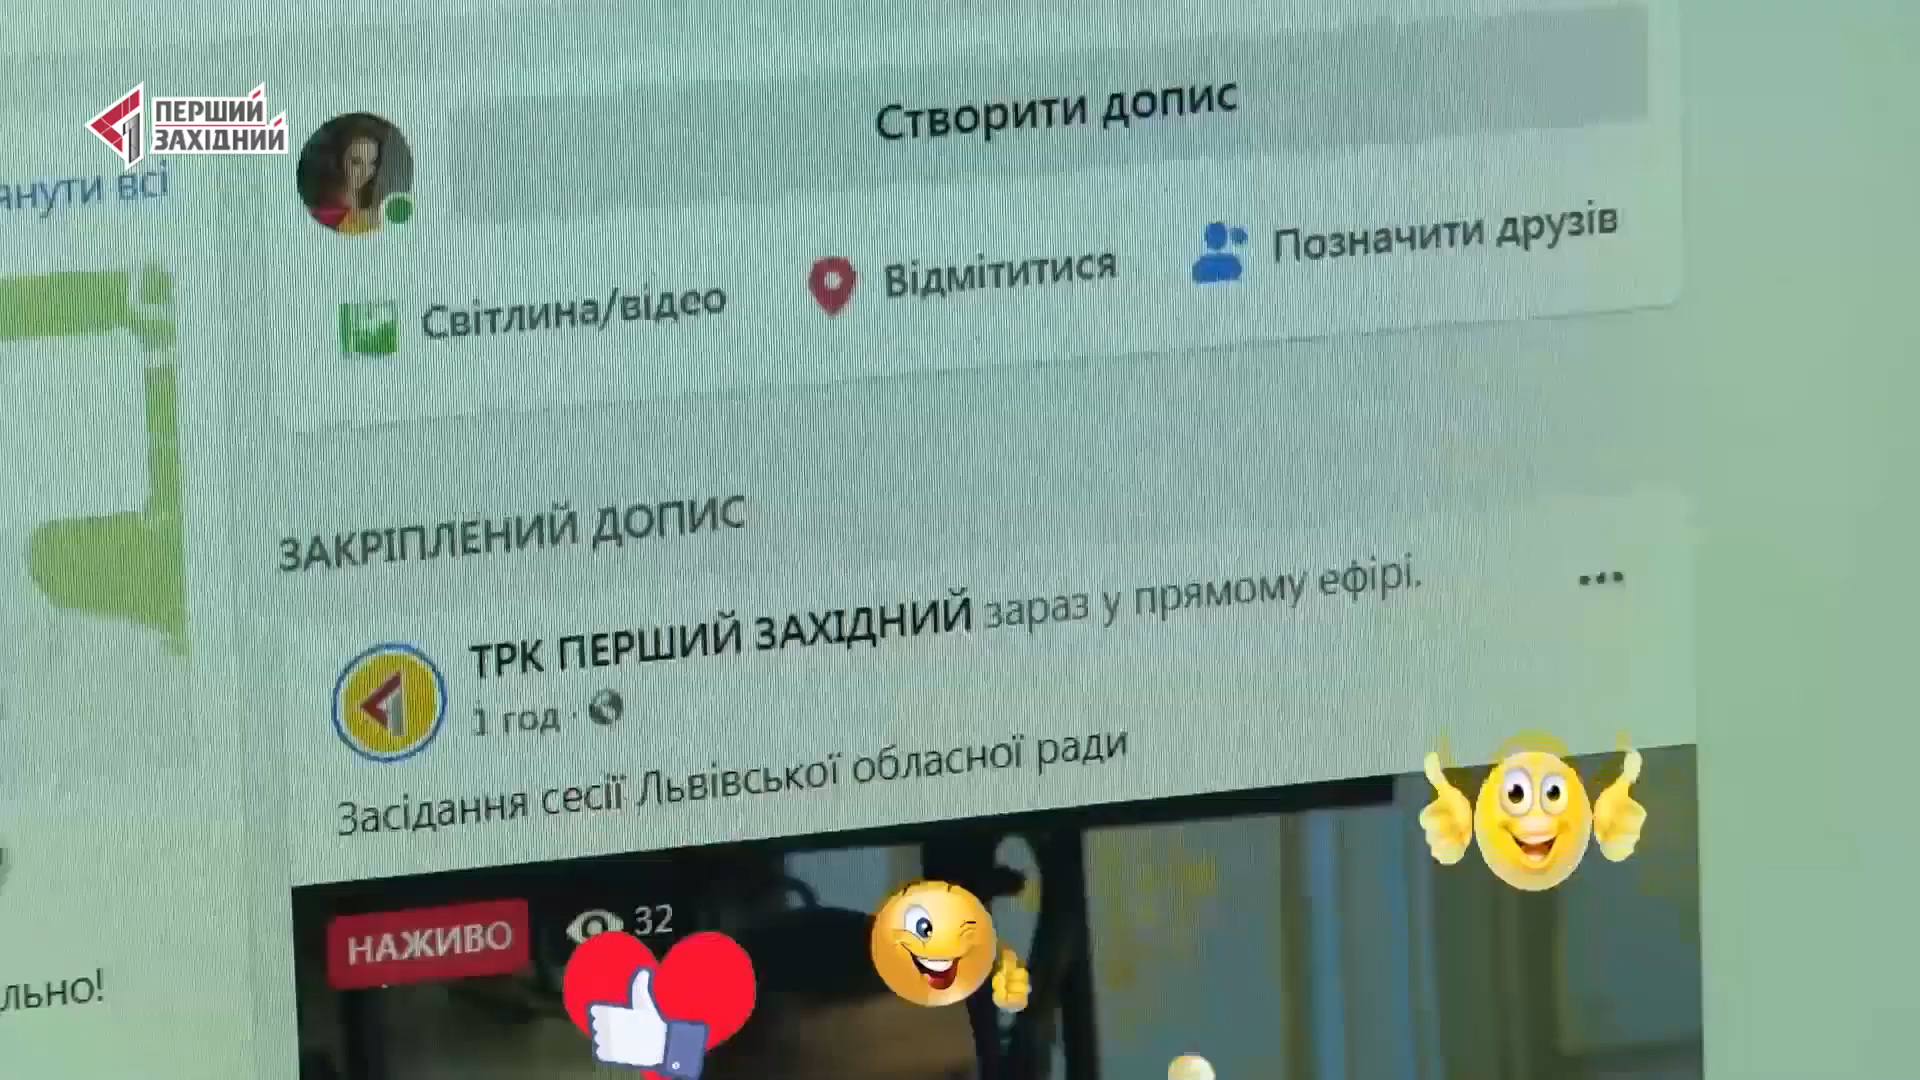 ПЕРШИЙ
ЗАХІДНИЙ
Створити допис
янути всі
Світлина/відео
Відмітитися
Позначити друзів
ЗАКРІПЛЕНИЙ ДОПИС
ТРК ПЕРШИЙ ЗАХІДНИЙ зараз у прямому ефірі.
1 год ·
Засідання сесії Львівської обласної ради
НАЖИВО
32
льно!